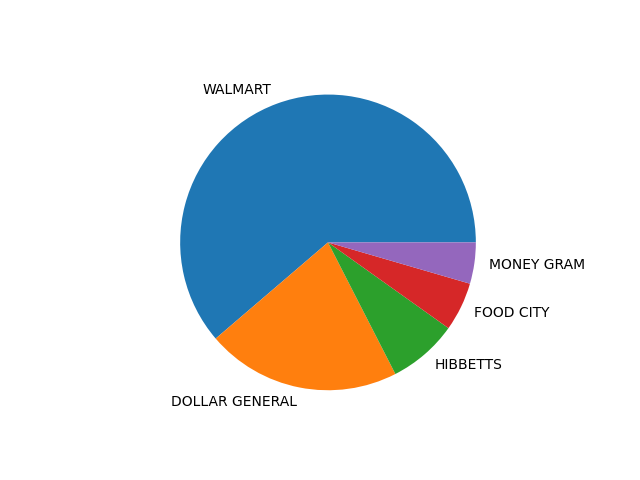 WALMART
MONEY GRAM
FOOD CITY
HIBBETTS
DOLLAR GENERAL